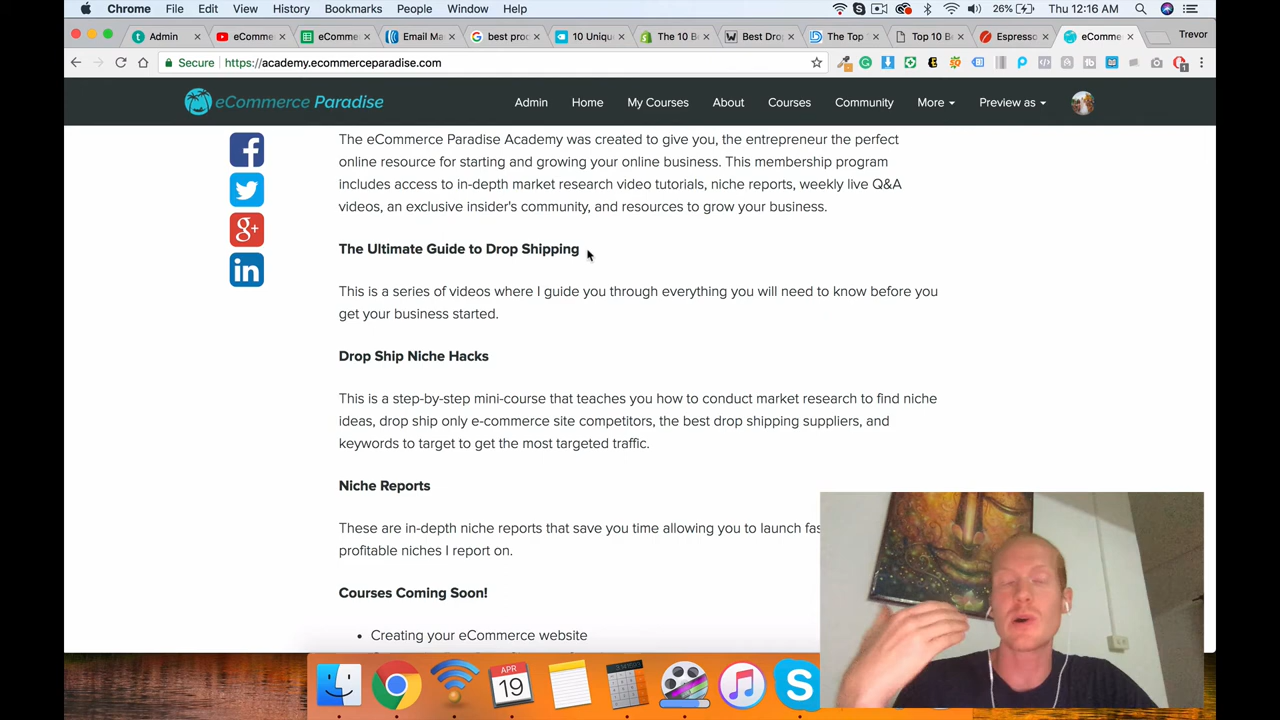 Chrome File Edit View History Bookmarks People Window Help 26% Thu 12:16 AM
Admin eComme eComme Email Ma best proc 10 Uniqu The 10 B Best Dro The Top Top 10 B Espresso eComme Trevor
Secure https://academy.ecommerceparadise.com 1
eCommerce Paradise Admin Home My Courses About Courses Community More Preview as
The eCommerce Paradise Academy was created to give you, the entrepreneur the perfect
online resource for starting and growing your online business. This membership program
includes access to in-depth market research video tutorials, niche reports, weekly live Q&A
videos, an exclusive insider's community, and resources to grow your business.
The Ultimate Guide to Drop Shipping
This is a series of videos where I guide you through everything you will need to know before you
get your business started.
Drop Ship Niche Hacks
This is a step-by-step mini-course that teaches you how to conduct market research to find niche
ideas, drop ship only e-commerce site competitors, the best drop shipping suppliers, and
keywords to target to get the most targeted traffic.
Niche Reports
These are in-depth niche reports that save you time allowing you to launch fas
profitable niches I report on.
Courses Coming Soon!
• Creating your eCommerce website
APR
19